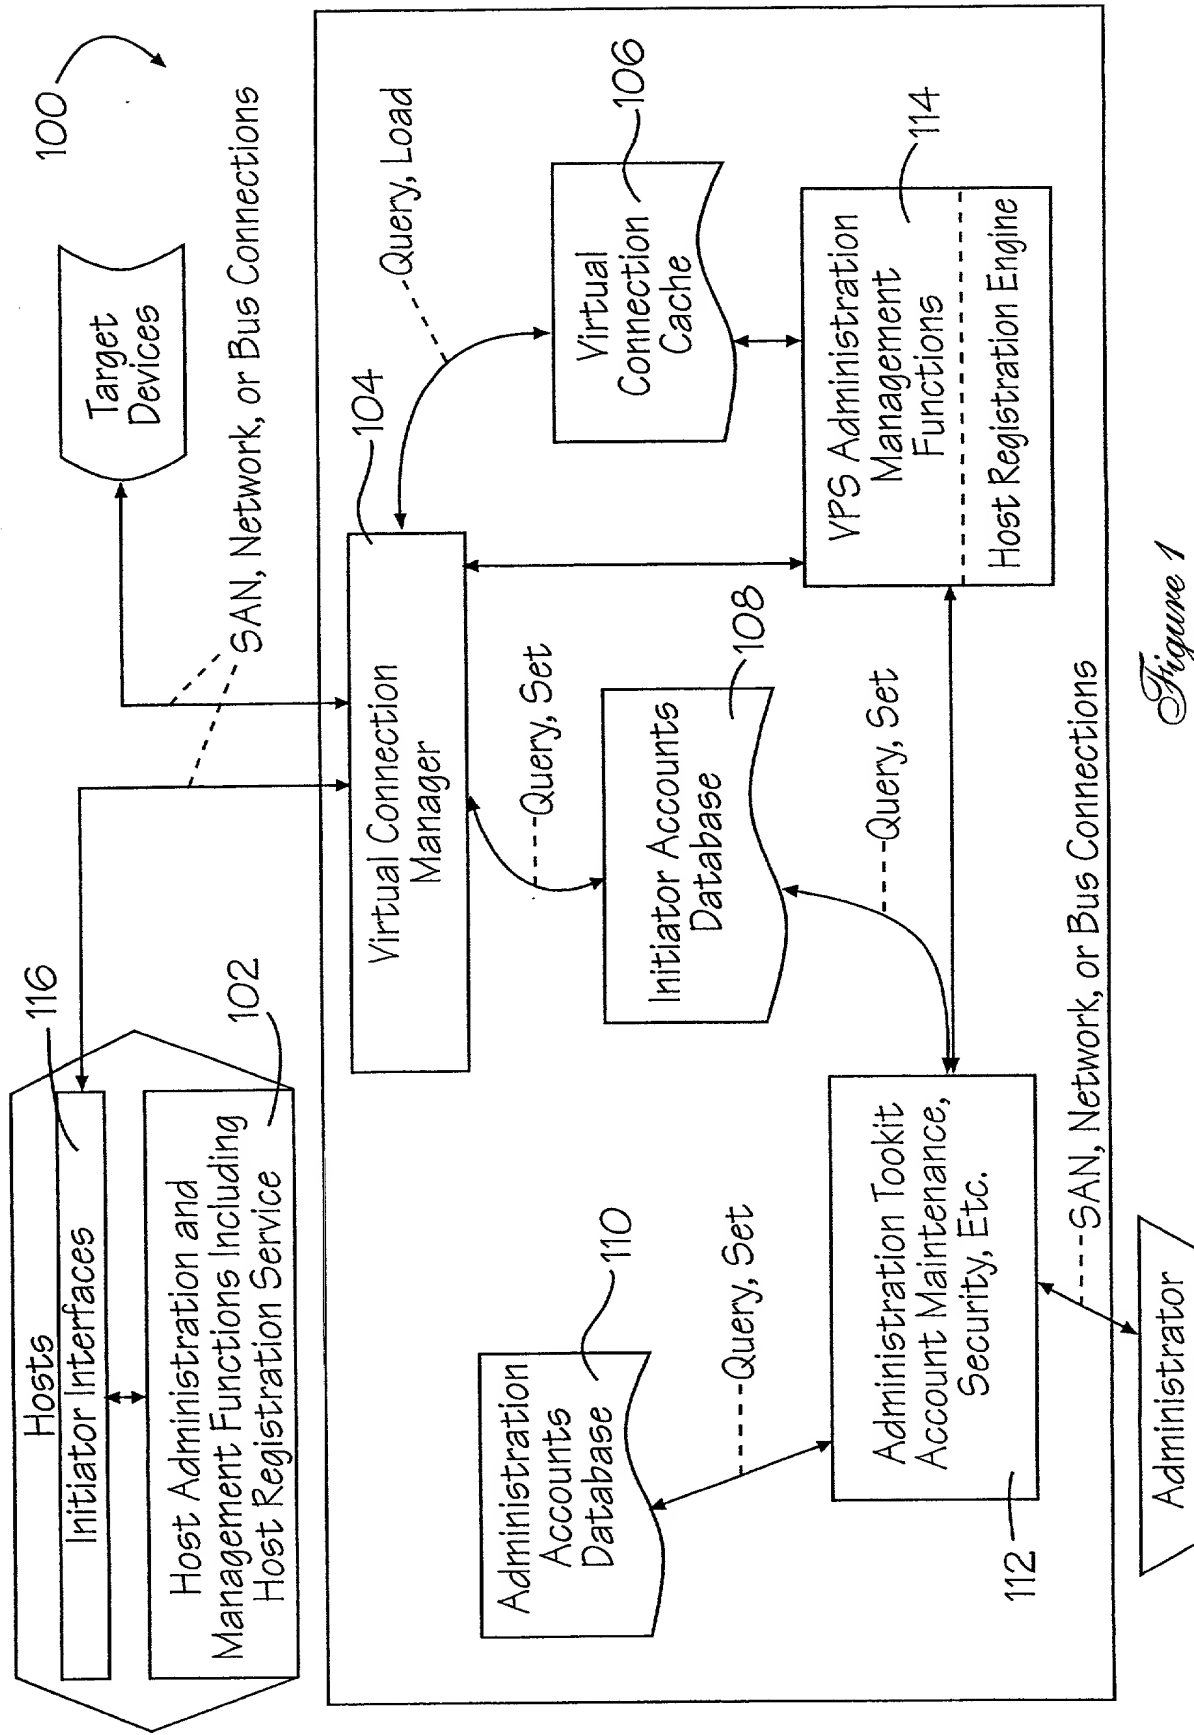 100
Hosts
116
Initiator Interfaces
Host Administration and
Management Functions Including
Host Registration Service
102
Target
Devices
SAN, Network, or Bus Connections
Virtual Connection
Manager
104
Query, Load
Query, Set
Virtual
Connection
Cache
106
Initiator Accounts
Database
108
Administration
Accounts
Database
110
Query, Set
Query, Set
VPS Administration
Management
Functions
Host Registration Engine
114
Administration Tookit
Account Maintenance,
Security, Etc.
112
SAN, Network, or Bus Connections
Administrator
Figure 1